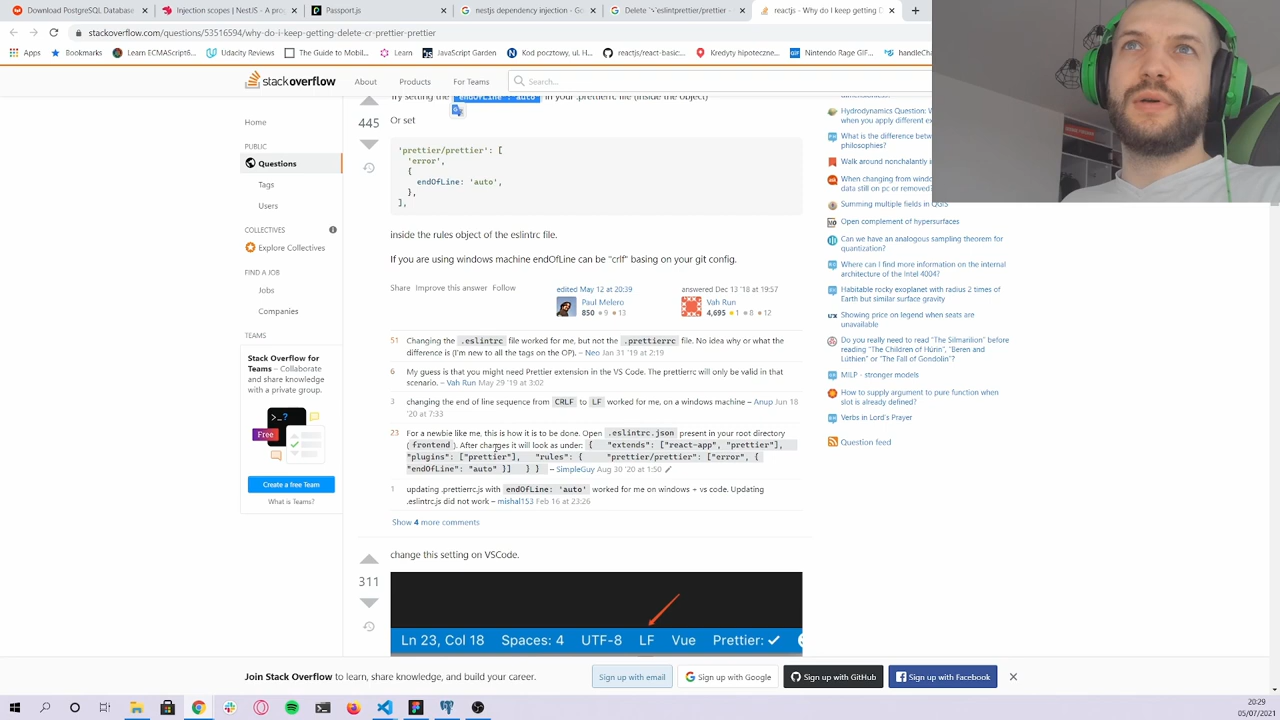 Download PostgreSQL Database
Injection scopes | NestJS - A pro
Passport.js
nestjs dependency injection - Go
Delete `␍`eslintprettier/prettier -
reactjs - Why do I keep getting D
stackoverflow.com/questions/53516594/why-do-i-keep-getting-delete-cr-prettier-prettier
Apps
Bookmarks
Learn ECMAScript6...
Udacity Reviews
The Guide to Mobil...
Learn
JavaScript Garden
Kod pocztowy, ul. H...
reactjs/react-basic...
Kredyty hipoteczne...
Nintendo Rage GIF...
handleCha
stackoverflow
About
Products
For Teams
Search...
Home
PUBLIC
Questions
Tags
Users
COLLECTIVES
Explore Collectives
FIND A JOB
Jobs
Companies
TEAMS
Stack Overflow for
Teams – Collaborate
and share knowledge
with a private group.
Free
Create a free Team
What is Teams?
Try setting the "endOfLine":"auto" in your .prettierrc file (inside the object)
445
Or set
'prettier/prettier': [
'error',
{
endOfLine: 'auto',
},
],
inside the rules object of the eslintrc file.
If you are using windows machine endOfLine can be "crlf" basing on your git config.
Share Improve this answer Follow
edited May 12 at 20:39
Paul Melero
850 9 13
answered Dec 13 '18 at 19:57
Vah Run
4,695 1 8 12
51 Changing the .eslintrc file worked for me, but not the .prettierrc file. No idea why or what the
difference is (I'm new to all the tags on the OP). – Neo Jan 31 '19 at 2:19
6 My guess is that you might need Prettier extension in the VS Code. The prettierrc will only be valid in that
scenario. – Vah Run May 29 '19 at 3:02
3 changing the end of line sequence from CRLF to LF worked for me, on a windows machine – Anup Jun 18
'20 at 7:33
23 For a newbie like me, this is how it is to be done. Open eslintrc.json present in your root directory
(frontend). After changes it will look as under: { "extends": ["react-app", "prettier"],
"plugins": ["prettier"], "rules": { "prettier/prettier": ["error", {
"endOfLine": "auto" }] } } – SimpleGuy Aug 30 '20 at 1:50
1 updating .prettierrc.js with endOfLine: 'auto' worked for me on windows + vs code. Updating
.eslintrc.js did not work – mishal153 Feb 16 at 23:26
Show 4 more comments
311
change this setting on VSCode.
Ln 23, Col 18 Spaces: 4 UTF-8 LF Vue Prettier: ✓
Hydrodynamics Question: W
when you apply different ex
What is the difference betw
philosophies?
Walk around nonchalantly in
When changing from windo
data still on pc or removed?
Summing multiple fields in QGIS
Open complement of hypersurfaces
Can we have an analogous sampling theorem for
quantization?
Where can I find more information on the internal
architecture of the Intel 4004?
Habitable rocky exoplanet with radius 2 times of
Earth but similar surface gravity
Showing price on legend when seats are
unavailable
Do you really need to read "The Silmarilion" before
reading "The Children of Húrin", "Beren and
Lúthien" or "The Fall of Gondolin"?
MILP - stronger models
How to supply argument to pure function when
slot is already defined?
Verbs in Lord's Prayer
Question feed
Join Stack Overflow to learn, share knowledge, and build your career.
Sign up with email
Sign up with Google
Sign up with GitHub
Sign up with Facebook
20:29
05/07/2021